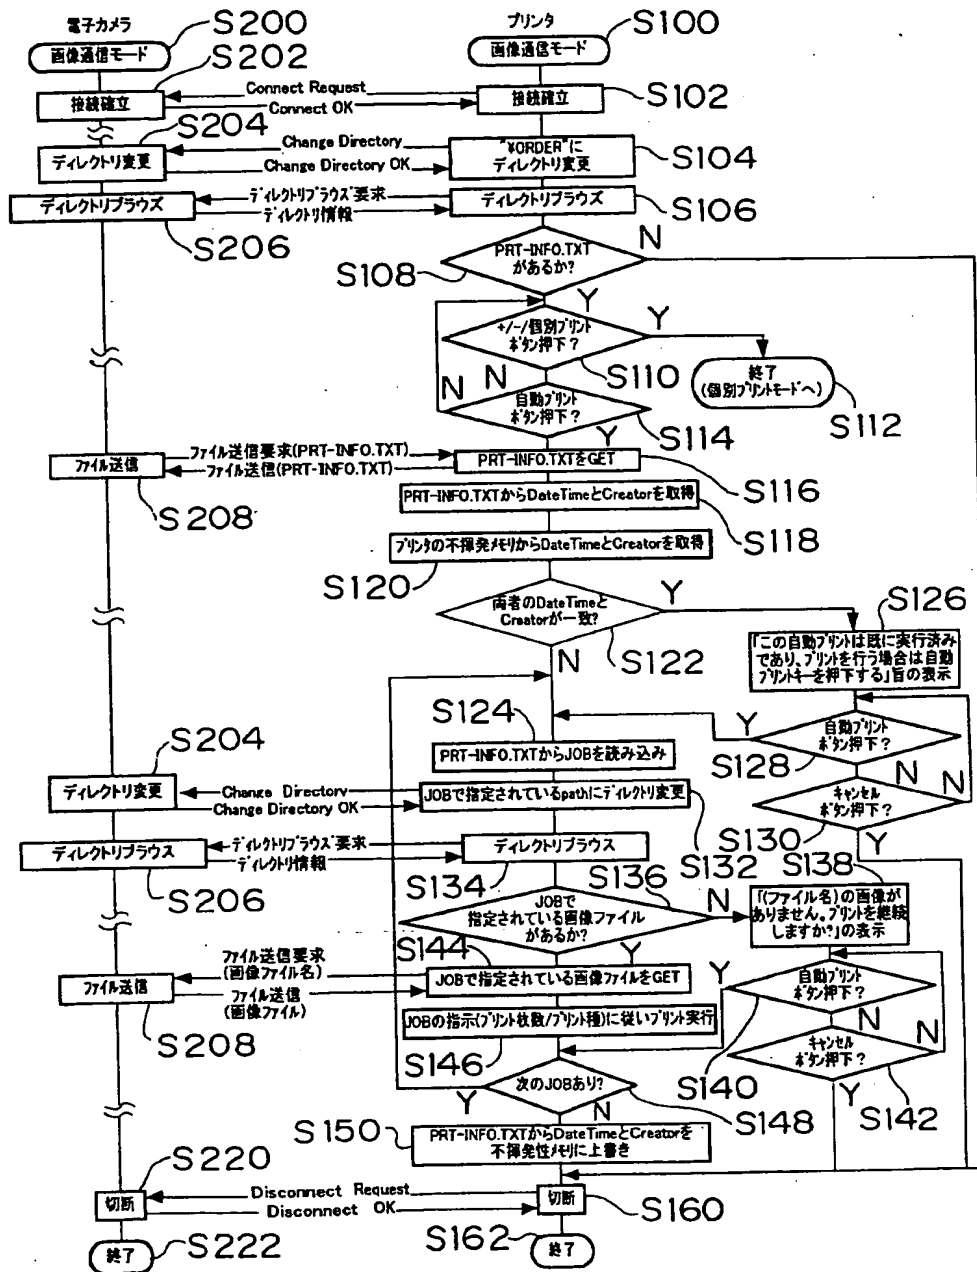 電子カメラ
プリンタ
S200
S100
画像通信モード
画像通信モード
S202
接続確立
Connect Request
Connect OK
接続確立
S102
S204
ディレクトリ変更
Change Directory
Change Directory OK
"¥ORDER"に
ディレクトリ変更
S104
ディレクトリブラウズ
ディレクトリブラウズ要求
ディレクトリ情報
ディレクトリブラウズ
S206
S106
PRT-INFO.TXT
があるか?
N
S108
Y
+/-/個別プリント
ボタン押下?
Y
S110
終了
(個別プリントモードへ)
S112
N
N
自動プリント
ボタン押下?
S114
Y
ファイル送信
ファイル送信要求(PRT-INFO.TXT)
ファイル送信(PRT-INFO.TXT)
PRT-INFO.TXTをGET
S208
S116
PRT-INFO.TXTからDateTimeとCreatorを取得
S118
プリンタの不揮発メモリからDateTimeとCreatorを取得
S120
両者のDateTimeと
Creatorが一致?
Y
S122
N
S126
「この自動プリントは既に実行済み
であり、プリントを行う場合は自動
プリントキーを押下する」旨の表示
S124
PRT-INFO.TXTからJOBを読み込み
Y
自動プリント
ボタン押下?
S128
N
N
キャンセル
ボタン押下?
S130
Y
S204
ディレクトリ変更
Change Directory
Change Directory OK
JOBで指定されているpathにディレクトリ変更
S132
ディレクトリブラウス
ディレクトリブラウズ要求
ディレクトリ情報
ディレクトリブラウス
S206
S134
S136
JOBで
指定されている画像ファイル
があるか?
N
S138
「(ファイル名)の画像が
ありません。プリントを継続
しますか?」の表示
S144
Y
ファイル送信
ファイル送信要求
(画像ファイル名)
ファイル送信
(画像ファイル)
JOBで指定されている画像ファイルをGET
S208
Y
自動プリント
ボタン押下?
S140
N
N
JOBの指示(プリント枚数/プリント種)に従いプリント実行
S146
キャンセル
ボタン押下?
S142
Y
次のJOBあり?
S148
Y
N
S150
PRT-INFO.TXTからDateTimeとCreatorを
不揮発性メモリに上書き
S220
切断
Disconnect Request
Disconnect OK
切断
S160
終了
S222
S162
終了